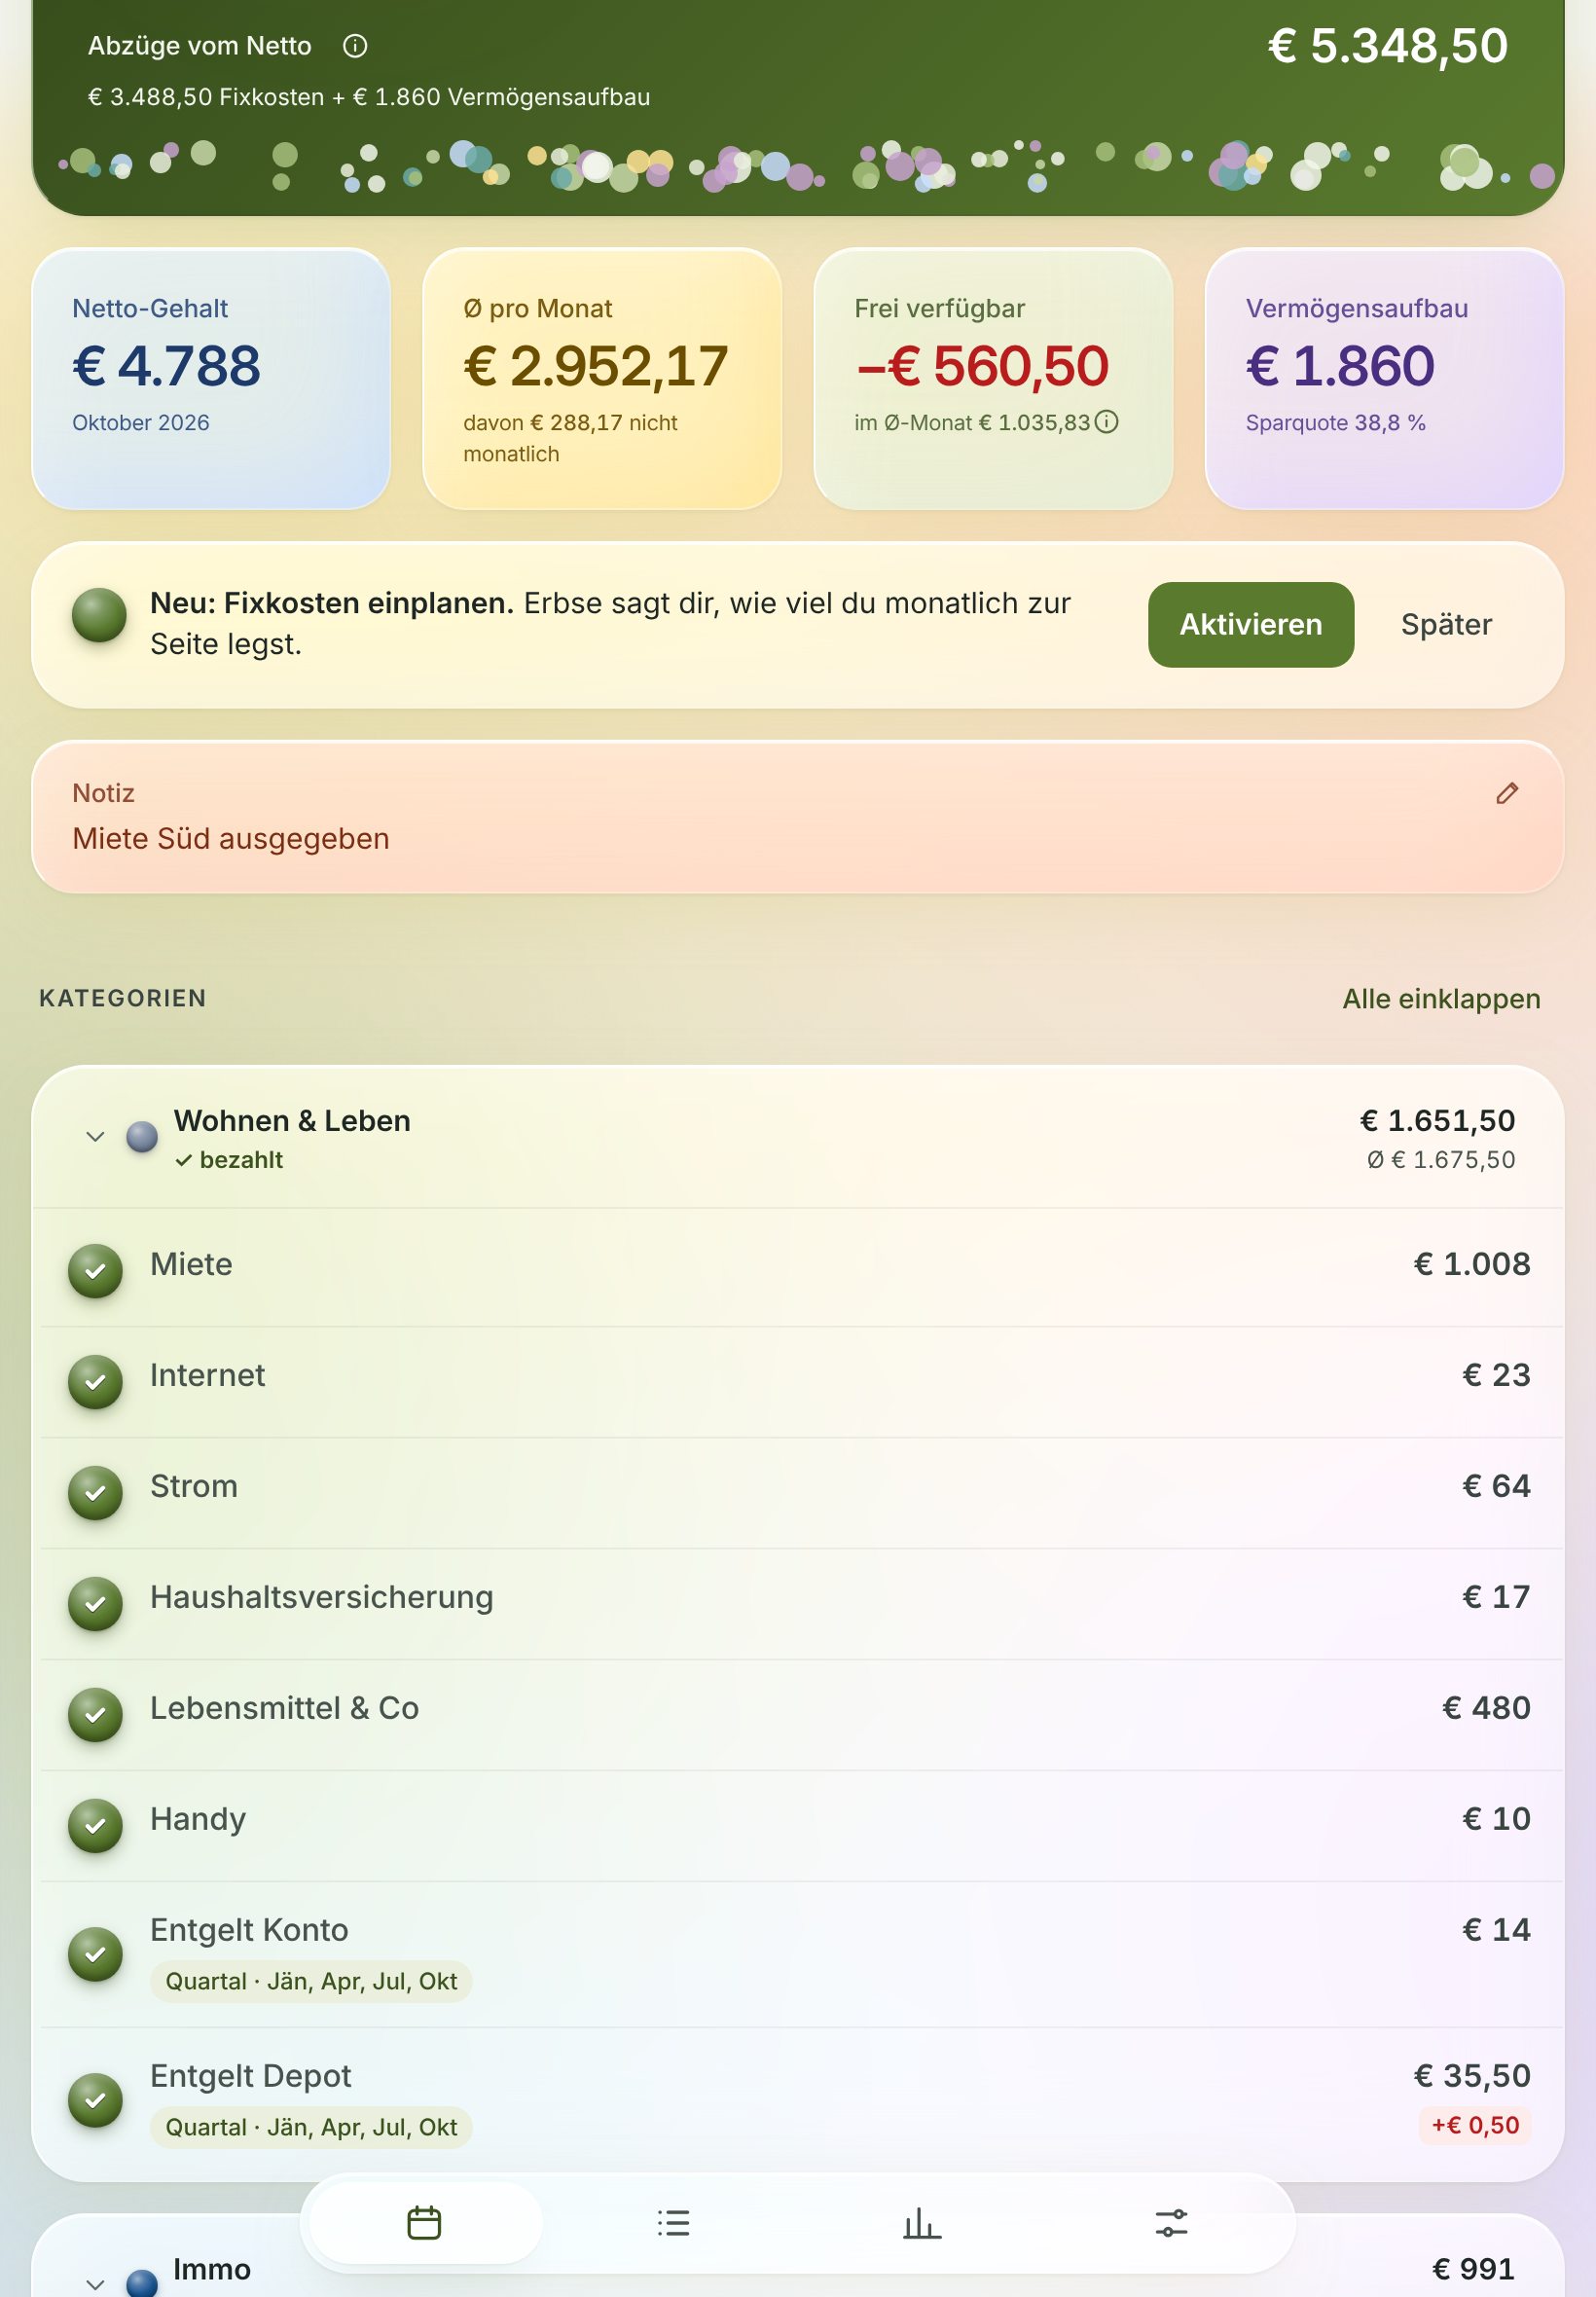 Abzüge vom Netto
€ 5.348,50
€ 3.488,50 Fixkosten + € 1.860 Vermögensaufbau
Netto-Gehalt
€ 4.788
Oktober 2026
Ø pro Monat
€ 2.952,17
davon € 288,17 nicht
monatlich
Frei verfügbar
−€ 560,50
im Ø-Monat € 1.035,83
Vermögensaufbau
€ 1.860
Sparquote 38,8 %
Neu: Fixkosten einplanen. Erbse sagt dir, wie viel du monatlich zur
Seite legst.
Aktivieren
Später
Notiz
Miete Süd ausgegeben
KATEGORIEN
Alle einklappen
Wohnen & Leben
€ 1.651,50
✓ bezahlt
Ø € 1.675,50
Miete
€ 1.008
Internet
€ 23
Strom
€ 64
Haushaltsversicherung
€ 17
Lebensmittel & Co
€ 480
Handy
€ 10
Entgelt Konto
€ 14
Quartal · Jän, Apr, Jul, Okt
Entgelt Depot
€ 35,50
Quartal · Jän, Apr, Jul, Okt
+€ 0,50
Immo
€ 991